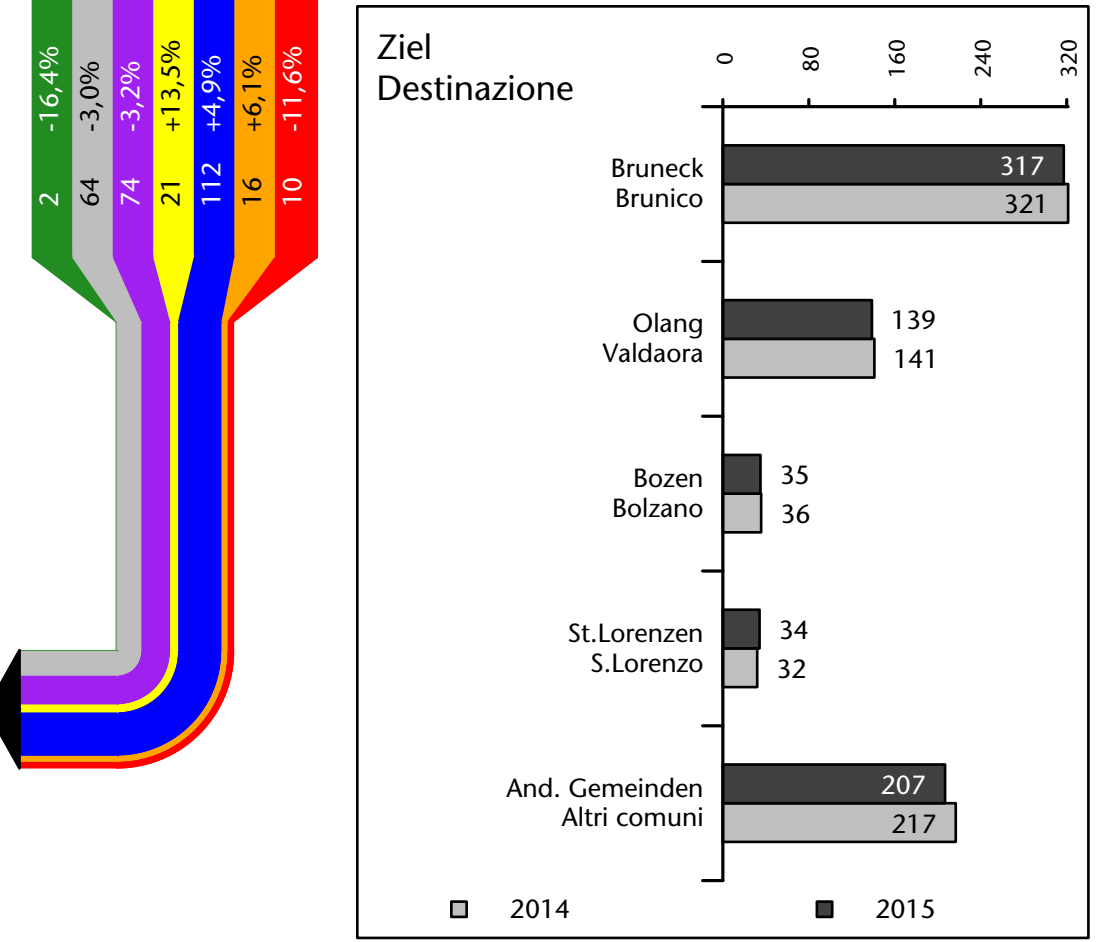 2 -16,4%
64 -3,0%
74 -3,2%
21 +13,5%
112 +4,9%
16 +6,1%
10 -11,6%
Ziel
Destinazione
0 80 160 240 320
Bruneck
Brunico
317
321
Olang
Valdaora
139
141
Bozen
Bolzano
35
36
St.Lorenzen
S.Lorenzo
34
32
And. Gemeinden
Altri comuni
207
217
2014 2015